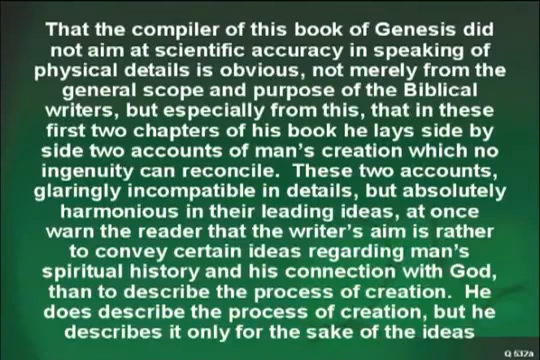 That the compiler of this book of Genesis did
not aim at scientific accuracy in speaking of
physical details is obvious, not merely from the
general scope and purpose of the Biblical
writers, but especially from this, that in these
first two chapters of his book he lays side by
side two accounts of man's creation which no
ingenuity can reconcile.  These two accounts,
glaringly incompatible in details, but absolutely
harmonious in their leading ideas, at once
warn the reader that the writer's aim is rather
to convey certain ideas regarding man's
spiritual history and his connection with God,
than to describe the process of creation.  He
does describe the process of creation, but he
describes it only for the sake of the ideas
Q 532a